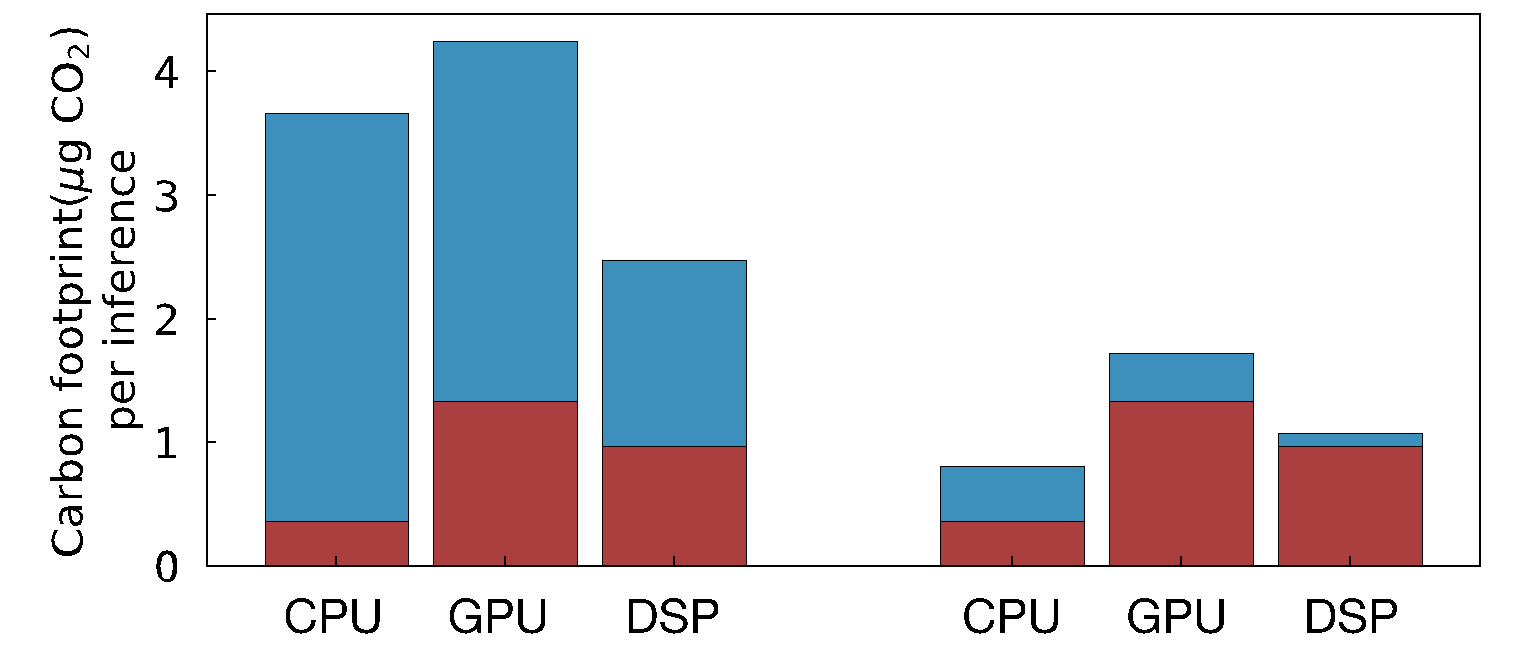 Carbon footprint(μg CO₂)
per inference
4
3
2
1
0
CPU GPU DSP CPU GPU DSP